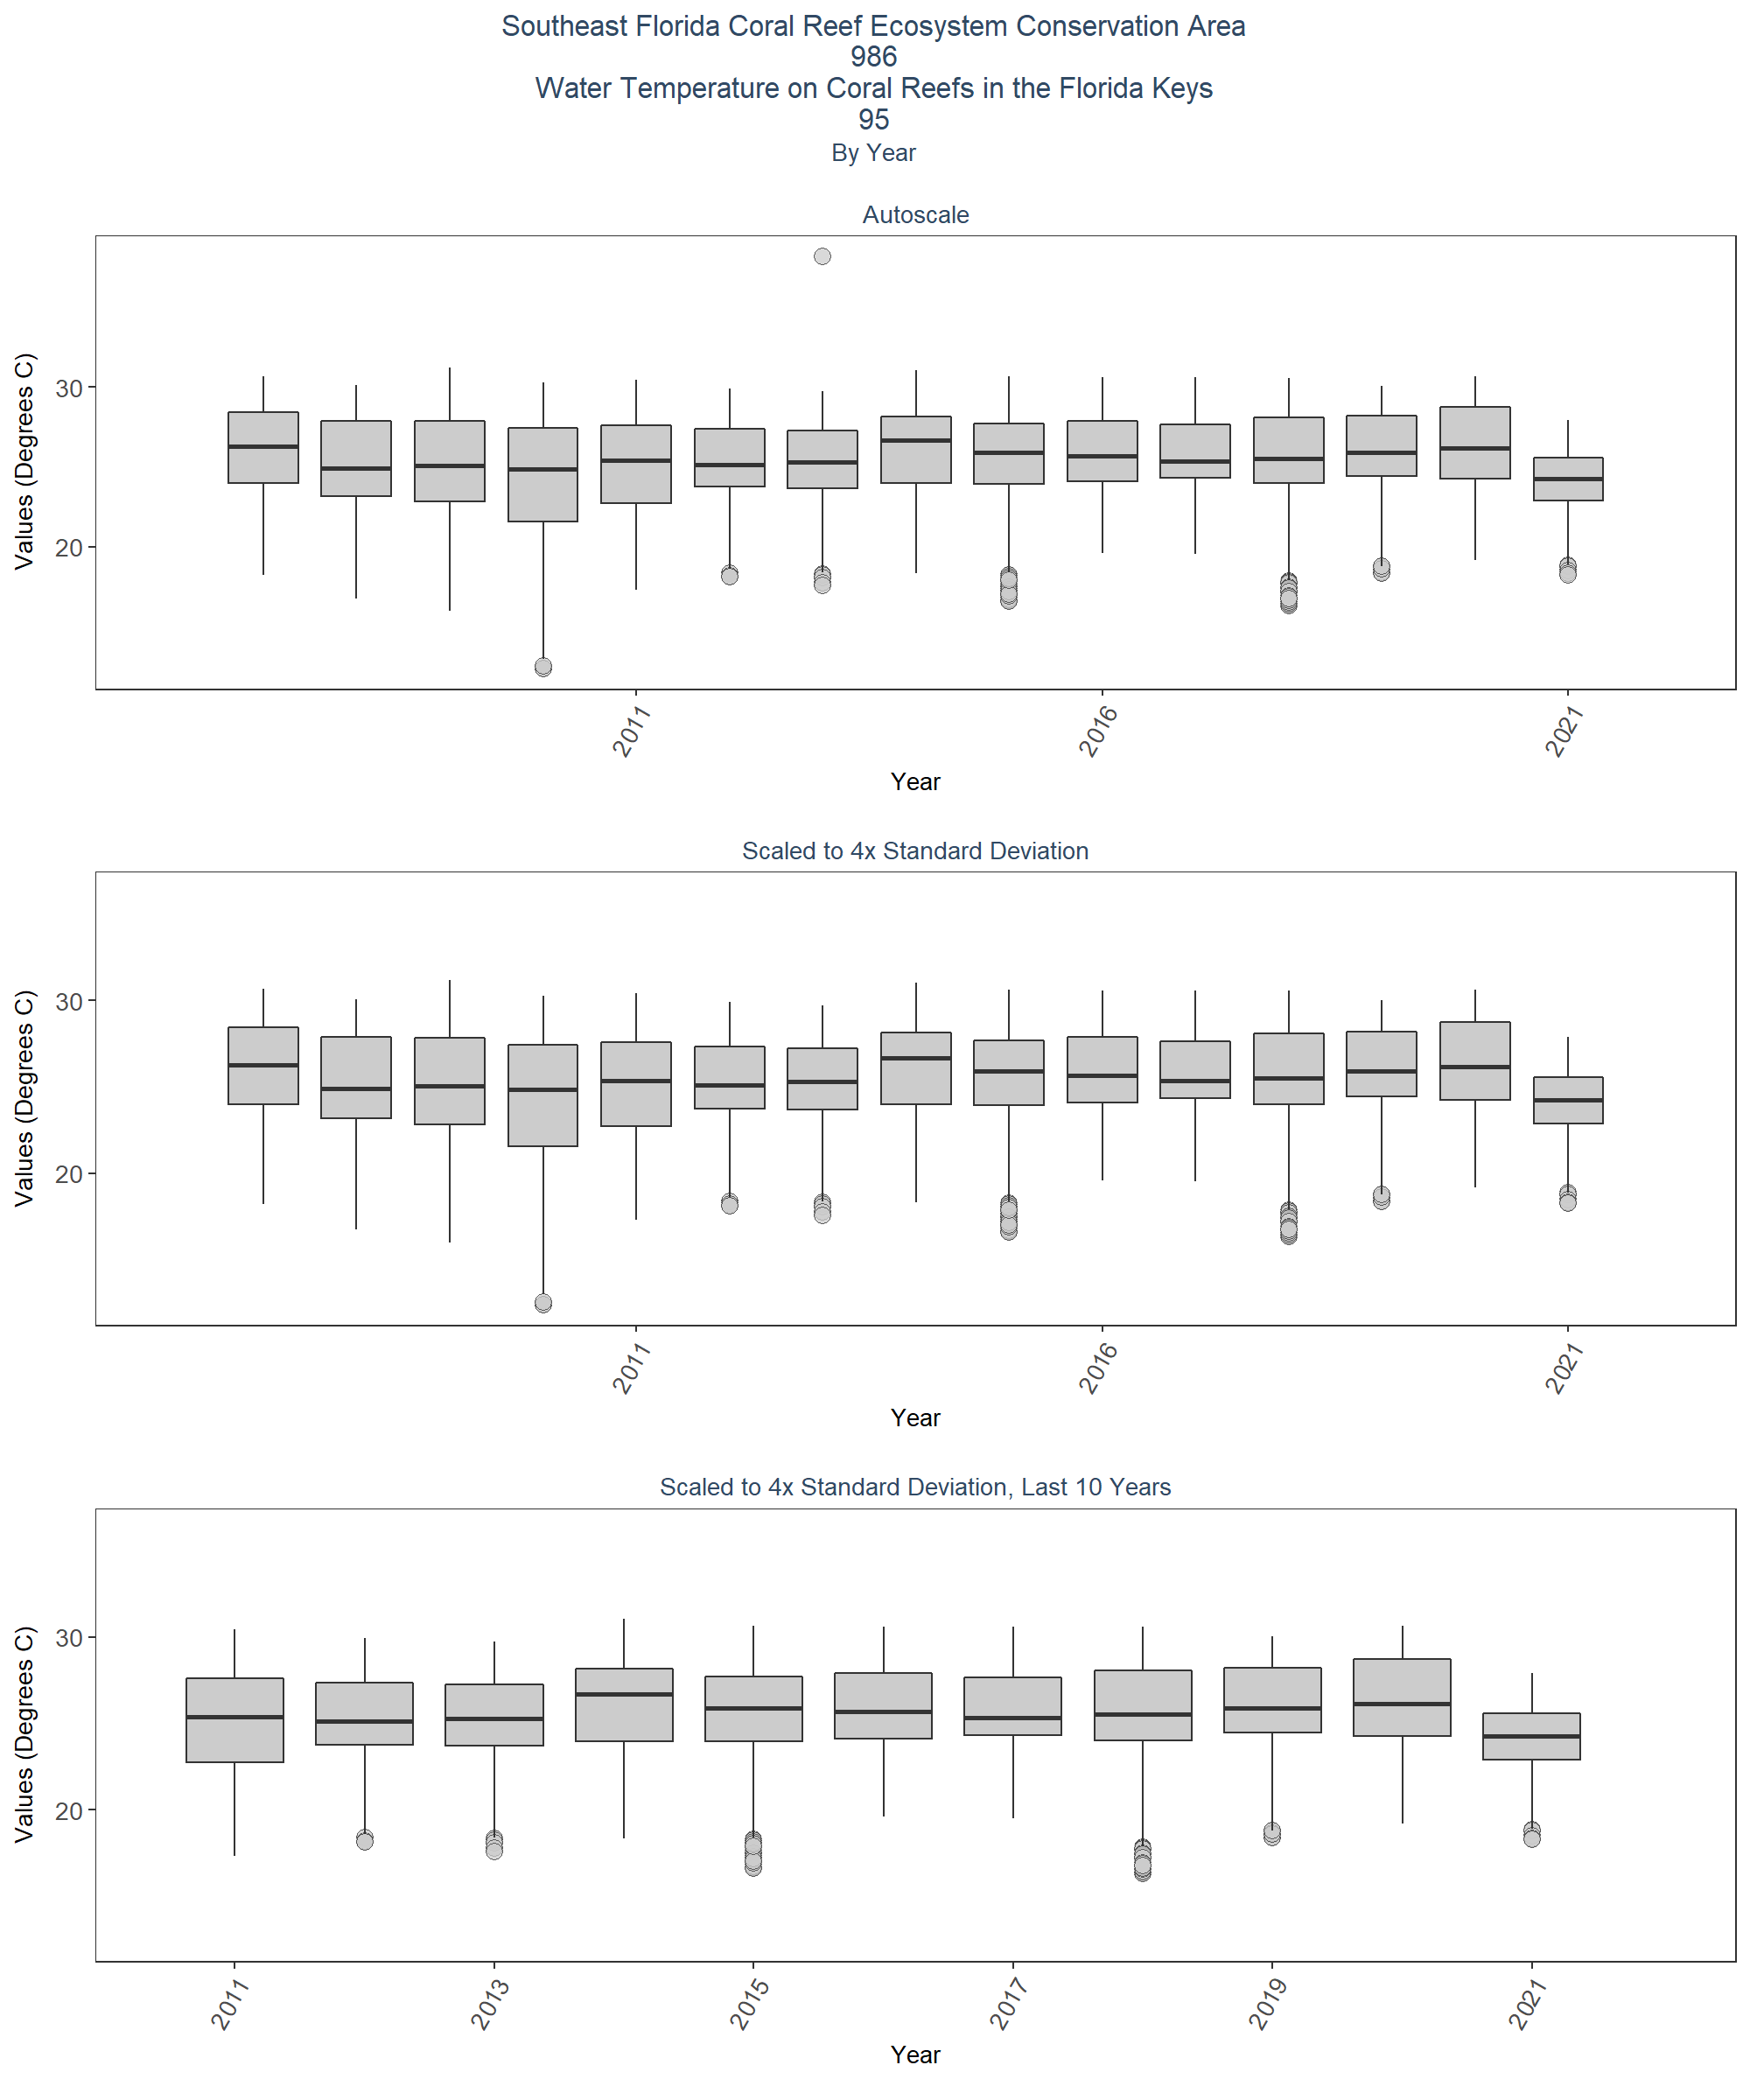 Southeast Florida Coral Reef Ecosystem Conservation Area
986
Water Temperature on Coral Reefs in the Florida Keys
95
By Year
Autoscale
Values (Degrees C)
30
20
2011
2016
2021
Year
Scaled to 4x Standard Deviation
Values (Degrees C)
30
20
2011
2016
2021
Year
Scaled to 4x Standard Deviation, Last 10 Years
Values (Degrees C)
30
20
2011
2013
2015
2017
2019
2021
Year